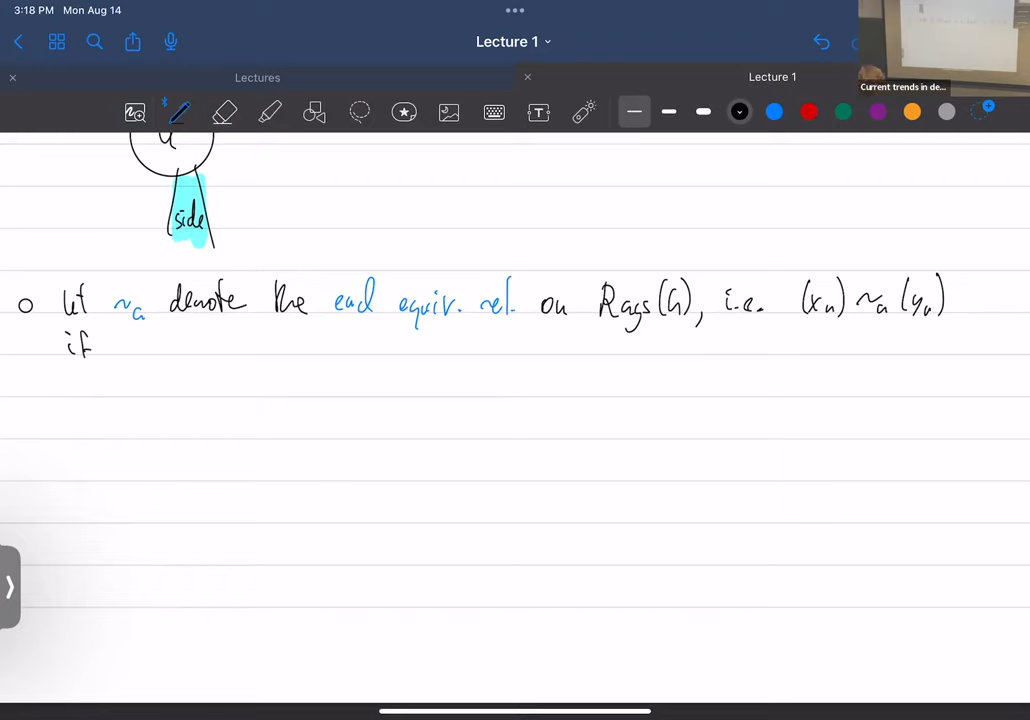 3:18 PM Mon Aug 14
Lecture 1
Lectures
Lecture 1
Current trends in de...
side
Let ~G denote the end equiv. rel. on Rays(G), i.e. (xn) ~G (yn)
if